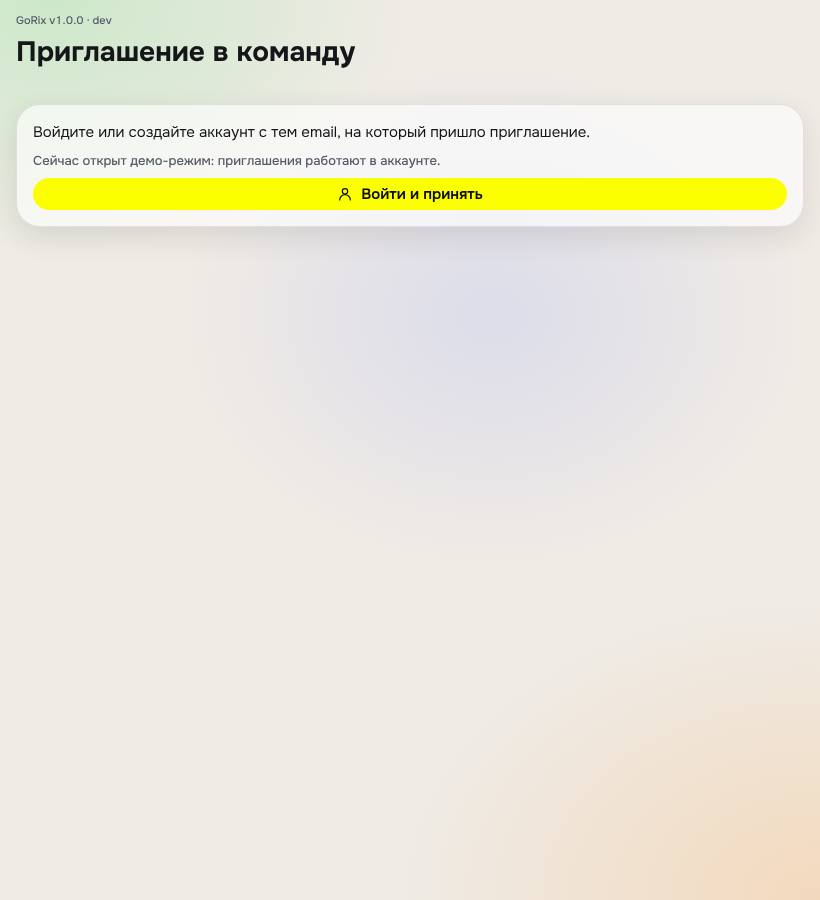 GoRix v1.0.0 · dev
Приглашение в команду
Войдите или создайте аккаунт с тем email, на который пришло приглашение.
Сейчас открыт демо-режим: приглашения работают в аккаунте.
Войти и принять